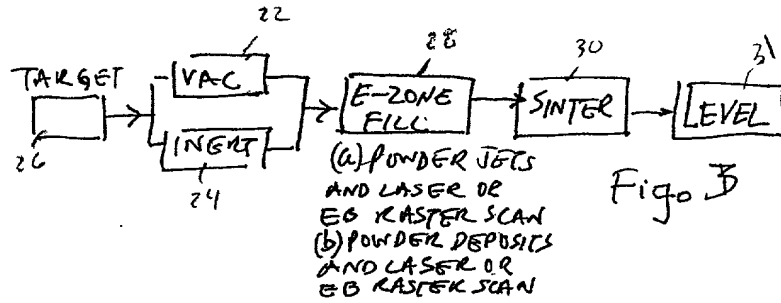 22
TARGET
VAC
26
INERT
24
28
E-ZONE
FILL
(a) POWDER JETS
AND LASER OR
EB RASTER SCAN
(b) POWDER DEPOSITS
AND LASER OR
EB RASTER SCAN
30
SINTER
31
LEVEL
Fig. 3